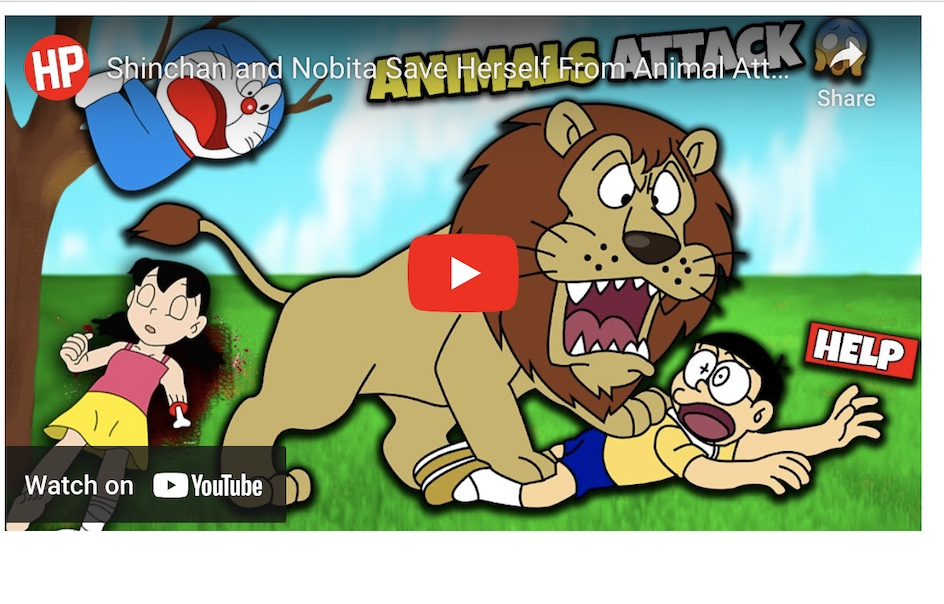 HP
Shinchan and Nobita Save Herself From Animal Att...
ANIMALS ATTACK
Share
HELP
Watch on YouTube